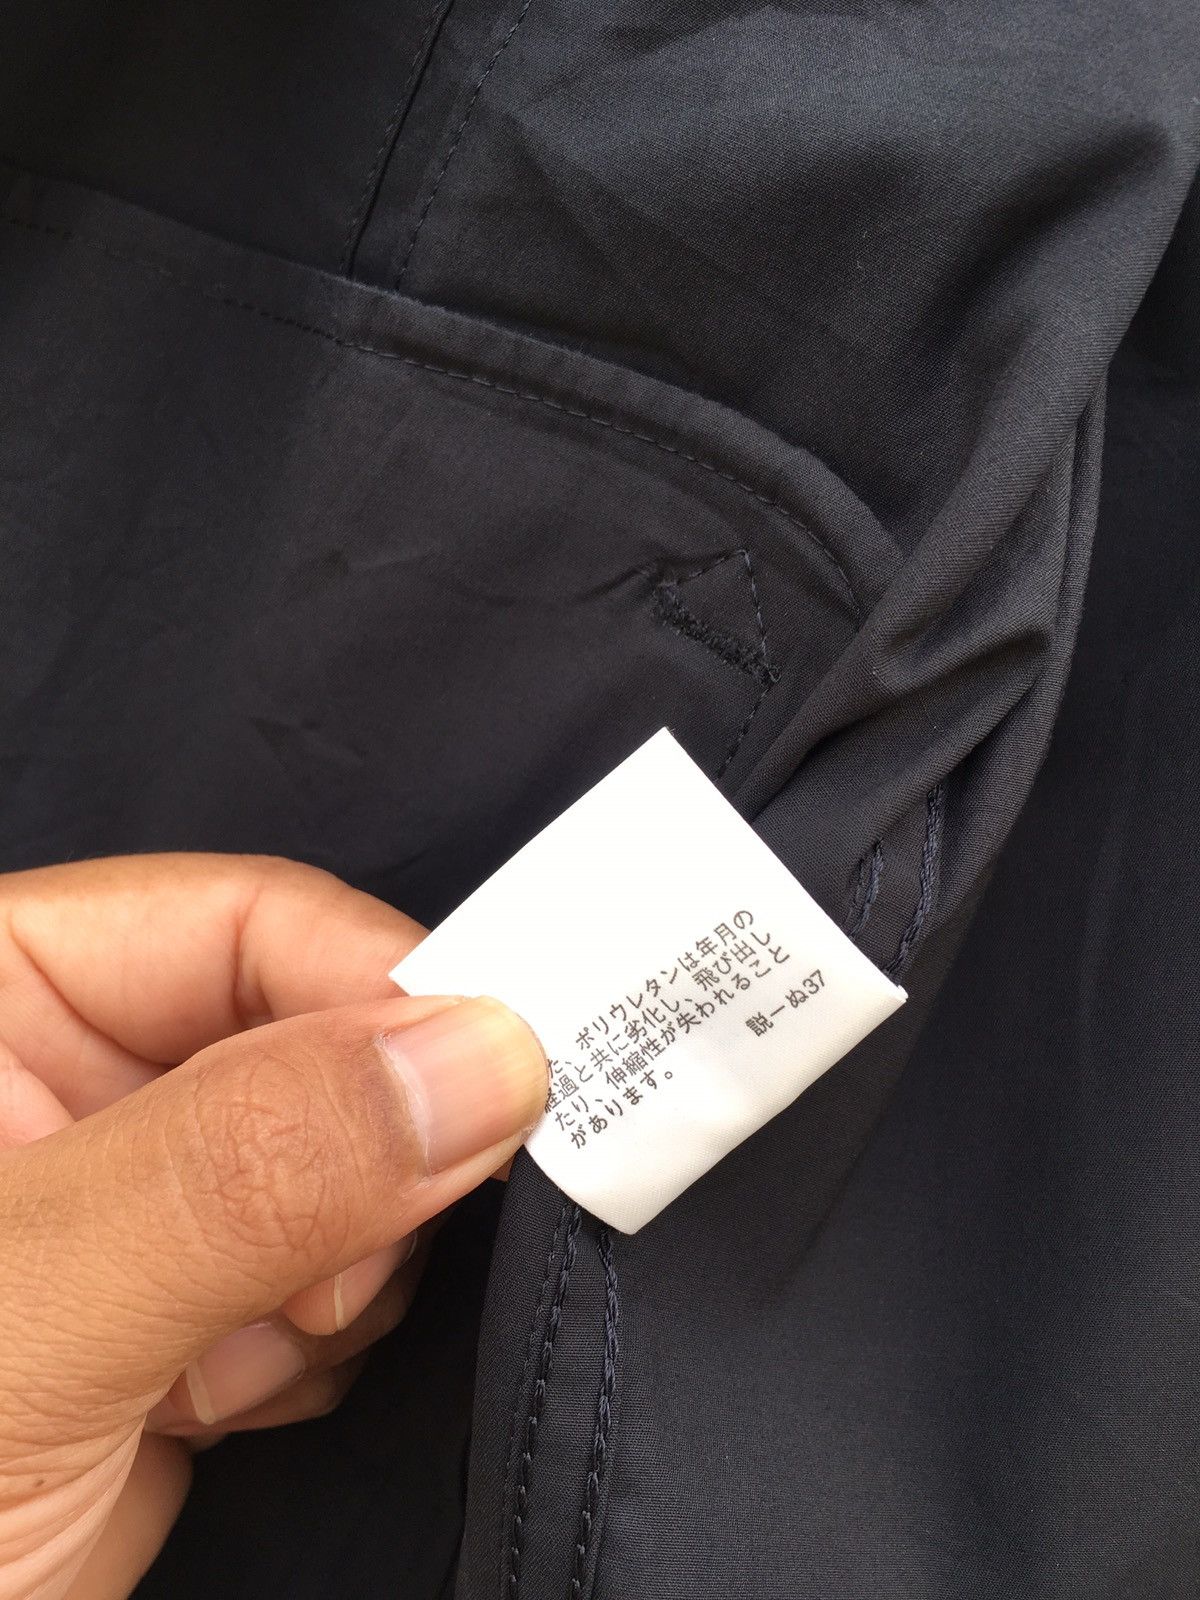 た、ポリウレタンは年月の
経過と共に劣化し、飛び出し
たり、伸縮性が失われること
があります。
説ーぬ37